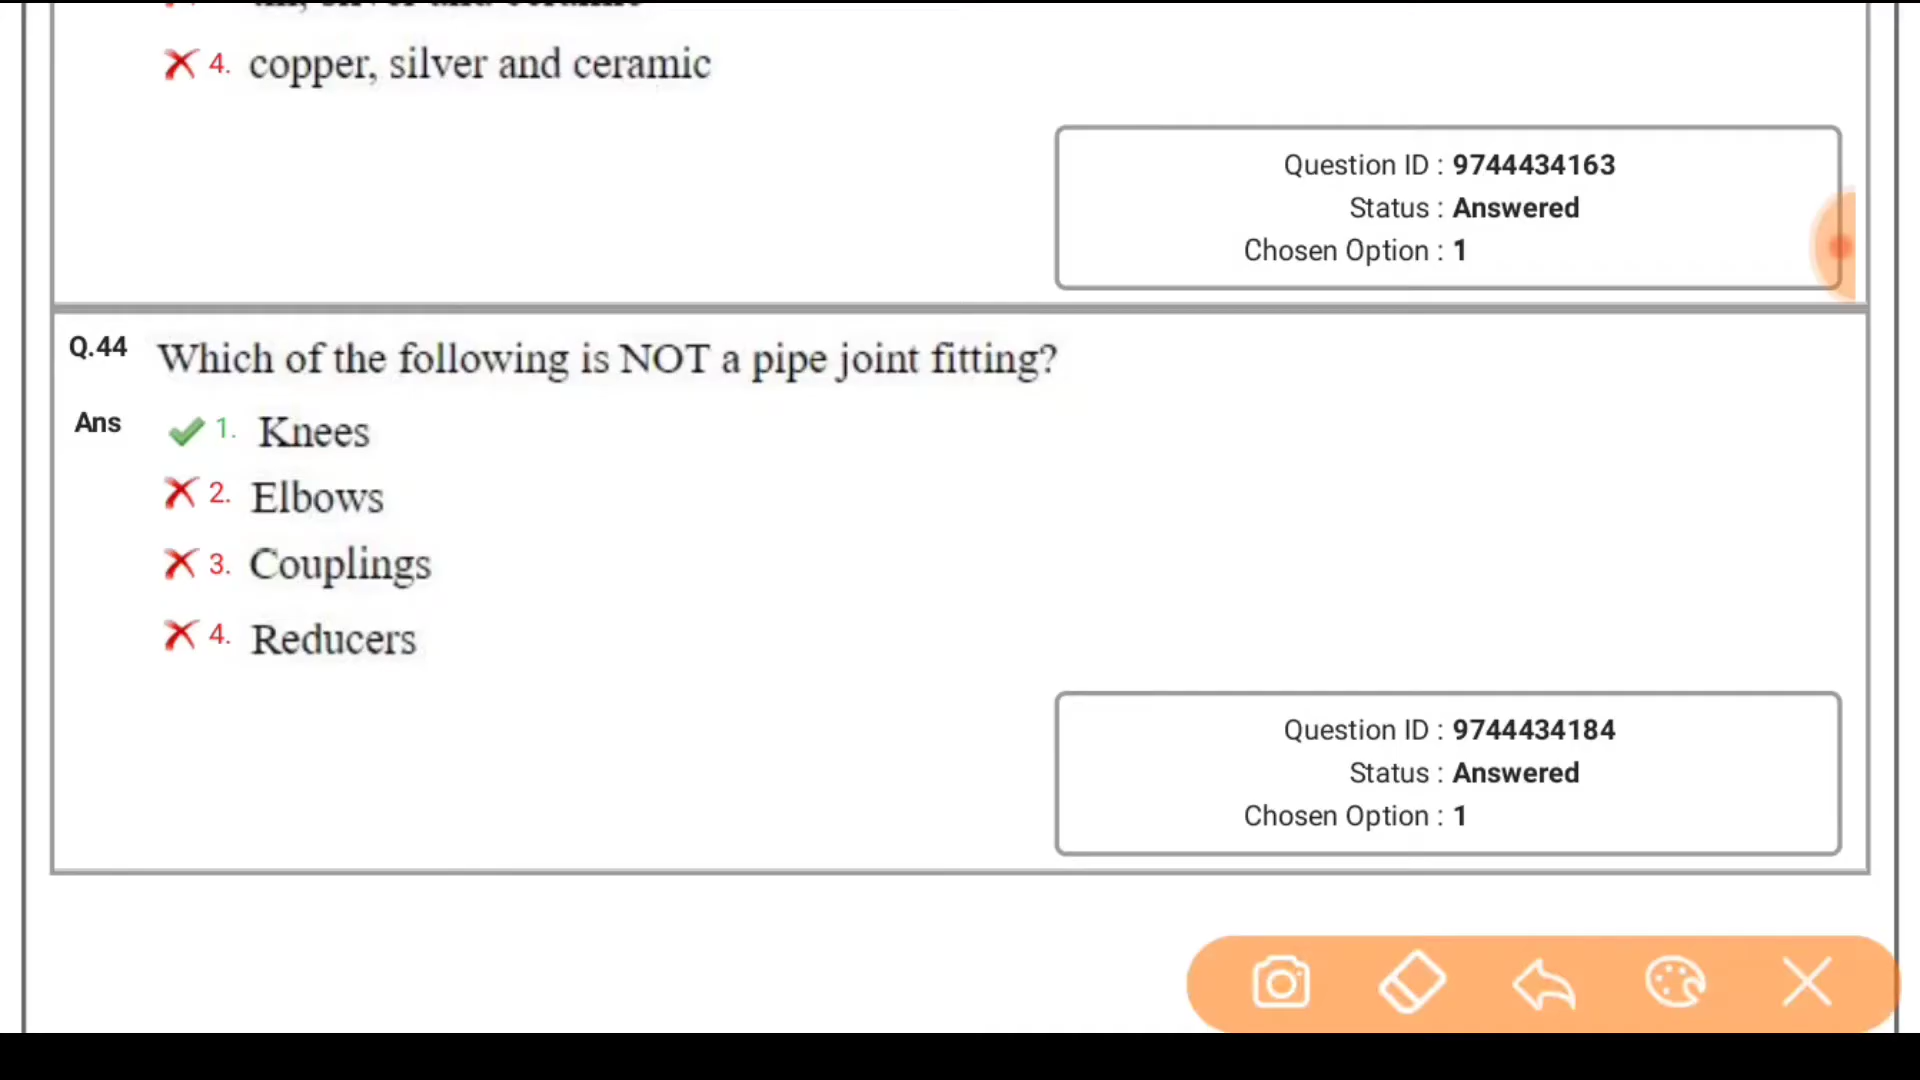 4. copper, silver and ceramic
Question ID : 9744434163
Status : Answered
Chosen Option : 1
Q.44 Which of the following is NOT a pipe joint fitting?
Ans 1. Knees
2. Elbows
3. Couplings
4. Reducers
Question ID : 9744434184
Status : Answered
Chosen Option : 1